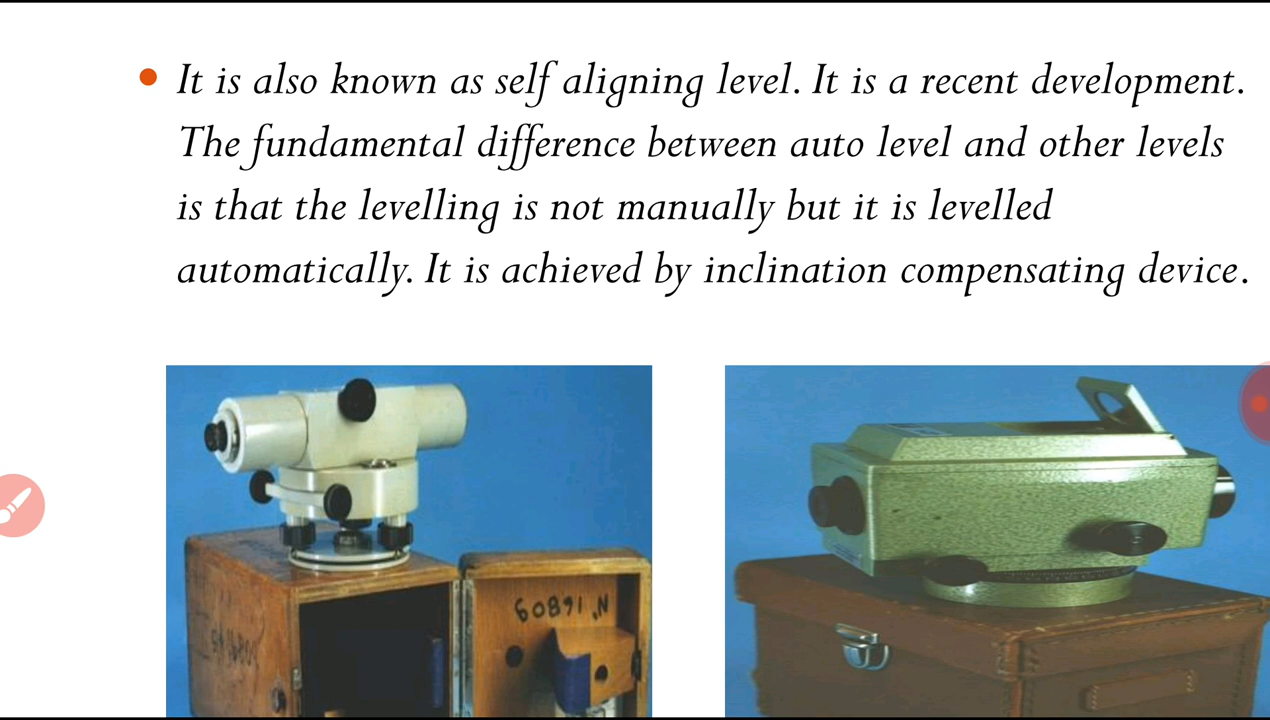 It is also known as self aligning level. It is a recent development.
The fundamental difference between auto level and other levels
is that the levelling is not manually but it is levelled
automatically. It is achieved by inclination compensating device.